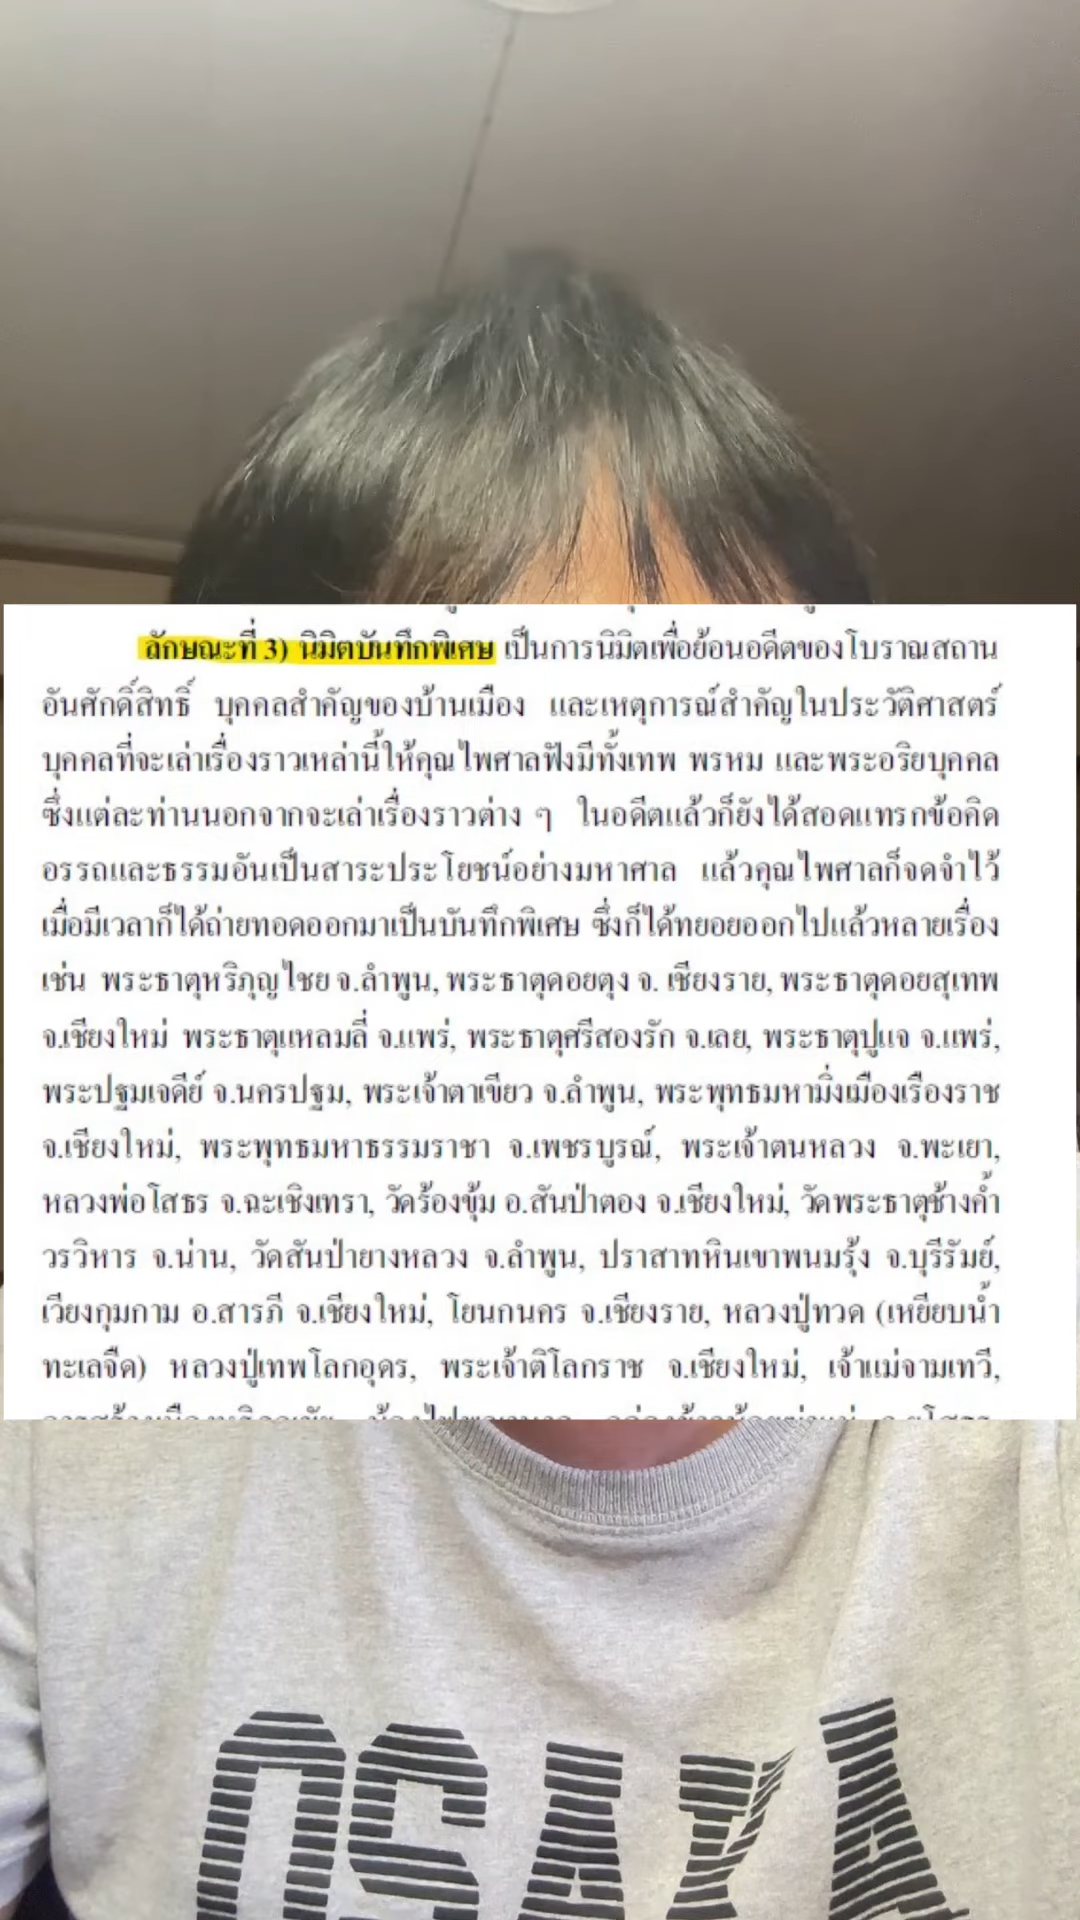 ลักษณะที่ 3) นิมิตบันทึกพิเศษ เป็นการนิมิตเพื่อย้อนอดีตของโบราณสถาน
อันศักดิ์สิทธิ์ บุคคลสำคัญของบ้านเมือง และเหตุการณ์สำคัญในประวัติศาสตร์
บุคคลที่จะเล่าเรื่องราวเหล่านี้ให้คุณไพศาลฟังมีทั้งเทพ พรหม และพระอริยบุคคล
ซึ่งแต่ละท่านนอกจากจะเล่าเรื่องราวต่าง ๆ ในอดีตแล้วก็ยังได้สอดแทรกข้อคิด
อรรถและธรรมอันเป็นสาระประโยชน์อย่างมหาศาล แล้วคุณไพศาลก็จดจำไว้
เมื่อมีเวลาก็ได้ถ่ายทอดออกมาเป็นบันทึกพิเศษ ซึ่งก็ได้ทยอยออกไปแล้วหลายเรื่อง
เช่น พระธาตุหริภุญไชย จ.ลำพูน, พระธาตุดอยตุง จ. เชียงราย, พระธาตุดอยสุเทพ
จ.เชียงใหม่ พระธาตุแหลมลี่ จ.แพร่, พระธาตุศรีสองรัก จ.เลย, พระธาตุปูแจ จ.แพร่,
พระปฐมเจดีย์ จ.นครปฐม, พระเจ้าตาเขียว จ.ลำพูน, พระพุทธมหามิ่งเมืองเรืองราช
จ.เชียงใหม่, พระพุทธมหาธรรมราชา จ.เพชรบูรณ์, พระเจ้าตนหลวง จ.พะเยา,
หลวงพ่อโสธร จ.ฉะเชิงเทรา, วัดร้องขุ้ม อ.สันป่าตอง จ.เชียงใหม่, วัดพระธาตุช้างค้ำ
วรวิหาร จ.น่าน, วัดสันป่ายางหลวง จ.ลำพูน, ปราสาทหินเขาพนมรุ้ง จ.บุรีรัมย์,
เวียงกุมกาม อ.สารภี จ.เชียงใหม่, โยนกนคร จ.เชียงราย, หลวงปู่ทวด (เหยียบน้ำ
ทะเลจืด) หลวงปู่เทพโลกอุดร, พระเจ้าติโลกราช จ.เชียงใหม่, เจ้าแม่จามเทวี,
OSAKA